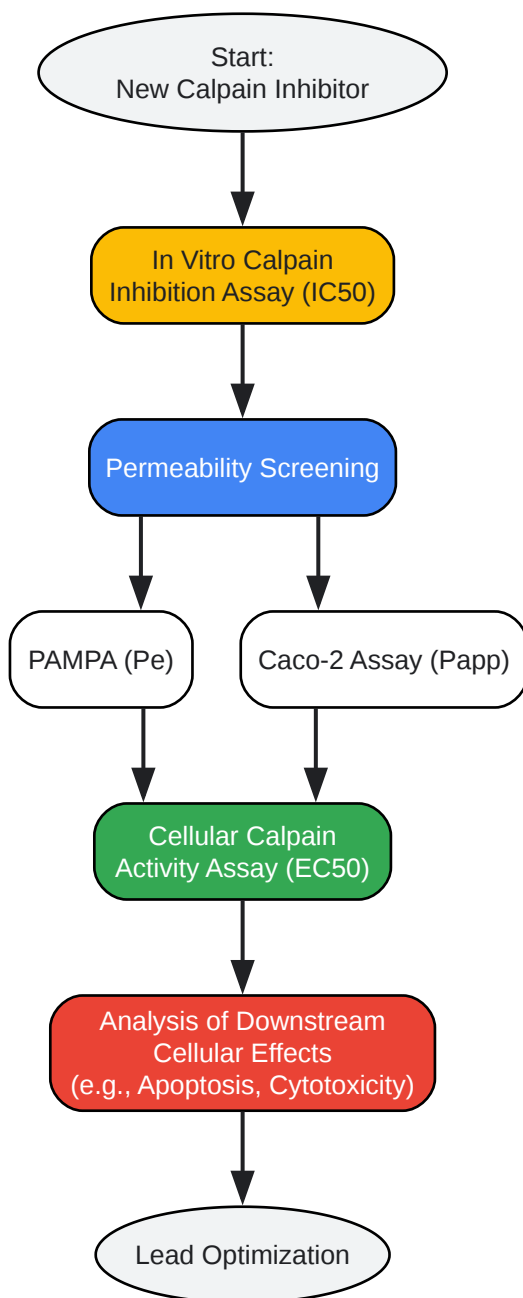 Start:
New Calpain Inhibitor
In Vitro Calpain
Inhibition Assay (IC50)
Permeability Screening
PAMPA (Pe)
Caco-2 Assay (Papp)
Cellular Calpain
Activity Assay (EC50)
Analysis of Downstream
Cellular Effects
(e.g., Apoptosis, Cytotoxicity)
Lead Optimization